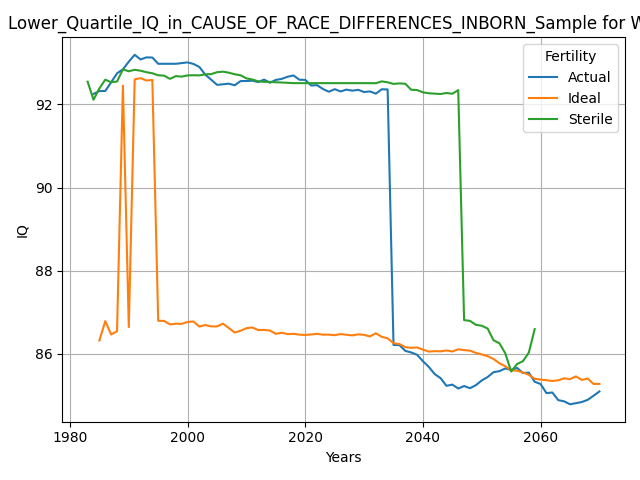 Lower_Quartile_IQ_in_CAUSE_OF_RACE_DIFFERENCES_INBORN_Sample for
Fertility
Actual
Ideal
Sterile
92
90
88
86
IQ
1980
2000
2020
2040
2060
Years